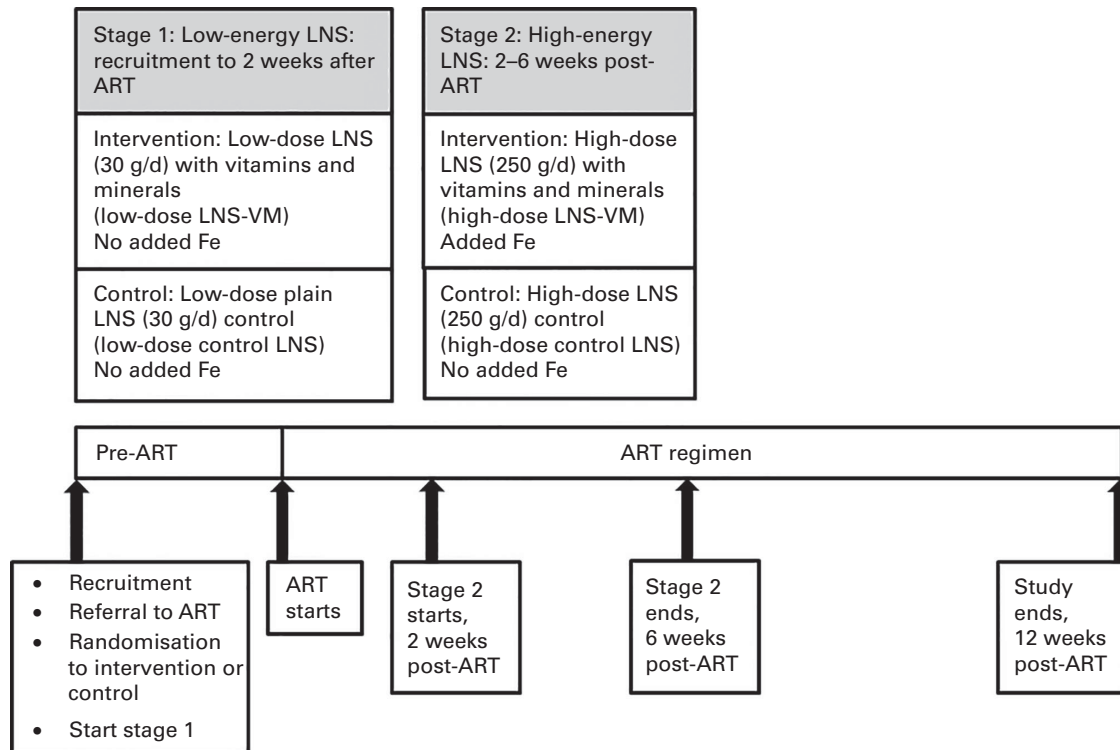 Stage 1: Low-energy LNS:
recruitment to 2 weeks after
ART
Intervention: Low-dose LNS
(30 g/d) with vitamins and
minerals
(low-dose LNS-VM)
No added Fe
Control: Low-dose plain
LNS (30 g/d) control
(low-dose control LNS)
No added Fe
Stage 2: High-energy
LNS: 2–6 weeks post-
ART
Intervention: High-dose
LNS (250 g/d) with
vitamins and minerals
(high-dose LNS-VM)
Added Fe
Control: High-dose LNS
(250 g/d) control
(high-dose control LNS)
No added Fe
Pre-ART
ART regimen
• Recruitment
• Referral to ART
• Randomisation
to intervention or
control
• Start stage 1
ART
starts
Stage 2
starts,
2 weeks
post-ART
Stage 2
ends,
6 weeks
post-ART
Study
ends,
12 weeks
post-ART